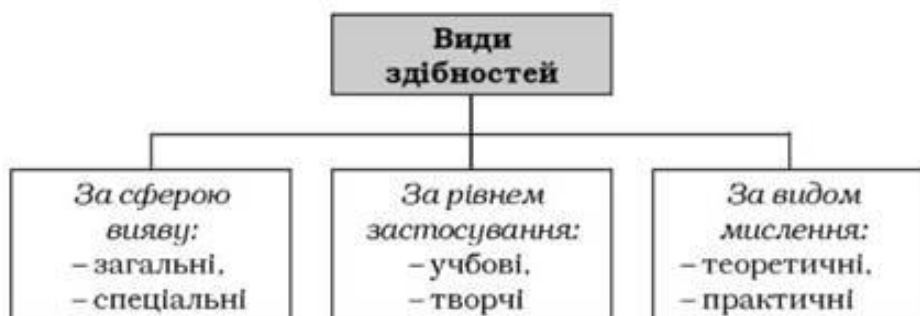 Види
здібностей
За сферою
вияву:
– загальні,
– спеціальні
За рівнем
застосування:
– учбові,
– творчі
За видом
мислення:
– теоретичні,
– практичні